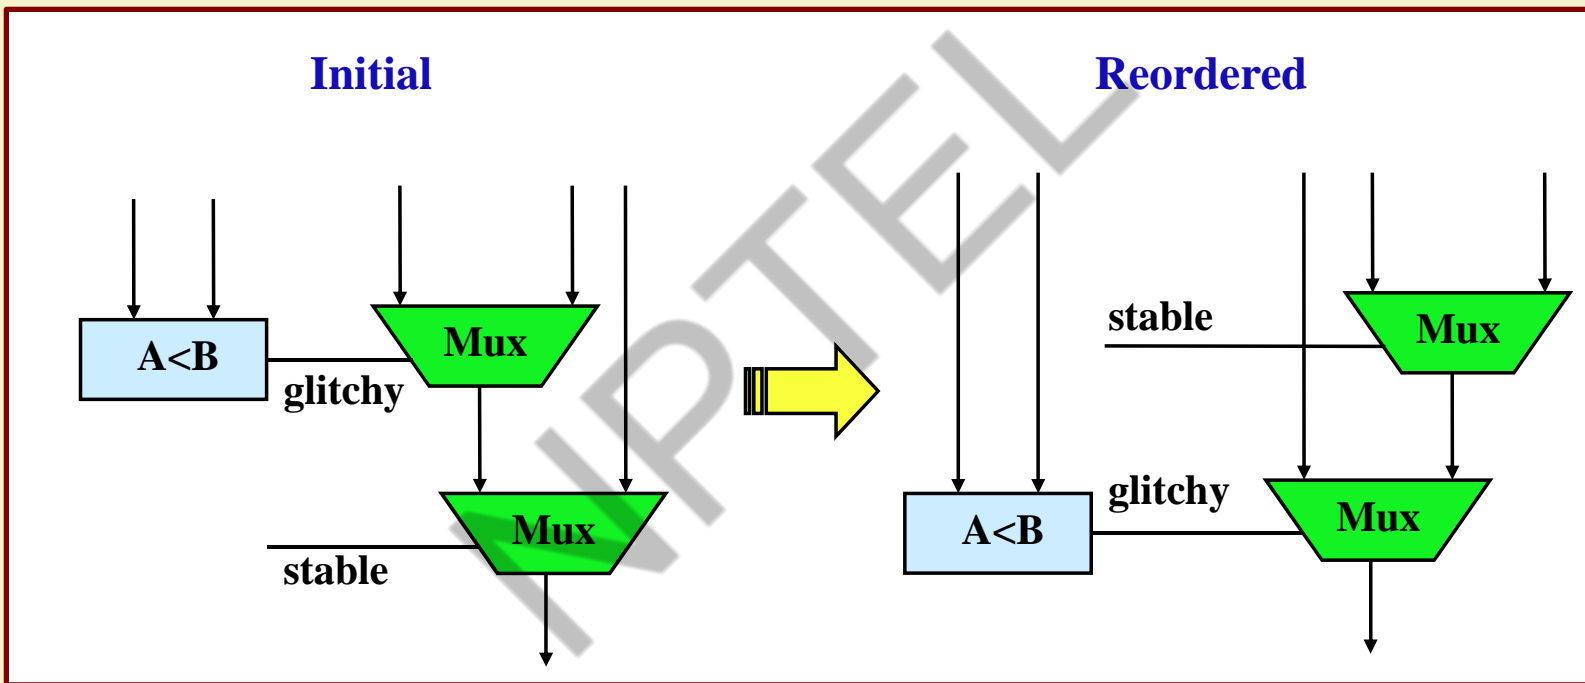 Initial
Reordered
A<B
glitchy
Mux
Mux
stable
stable
Mux
glitchy
A<B
Mux
NPTEL